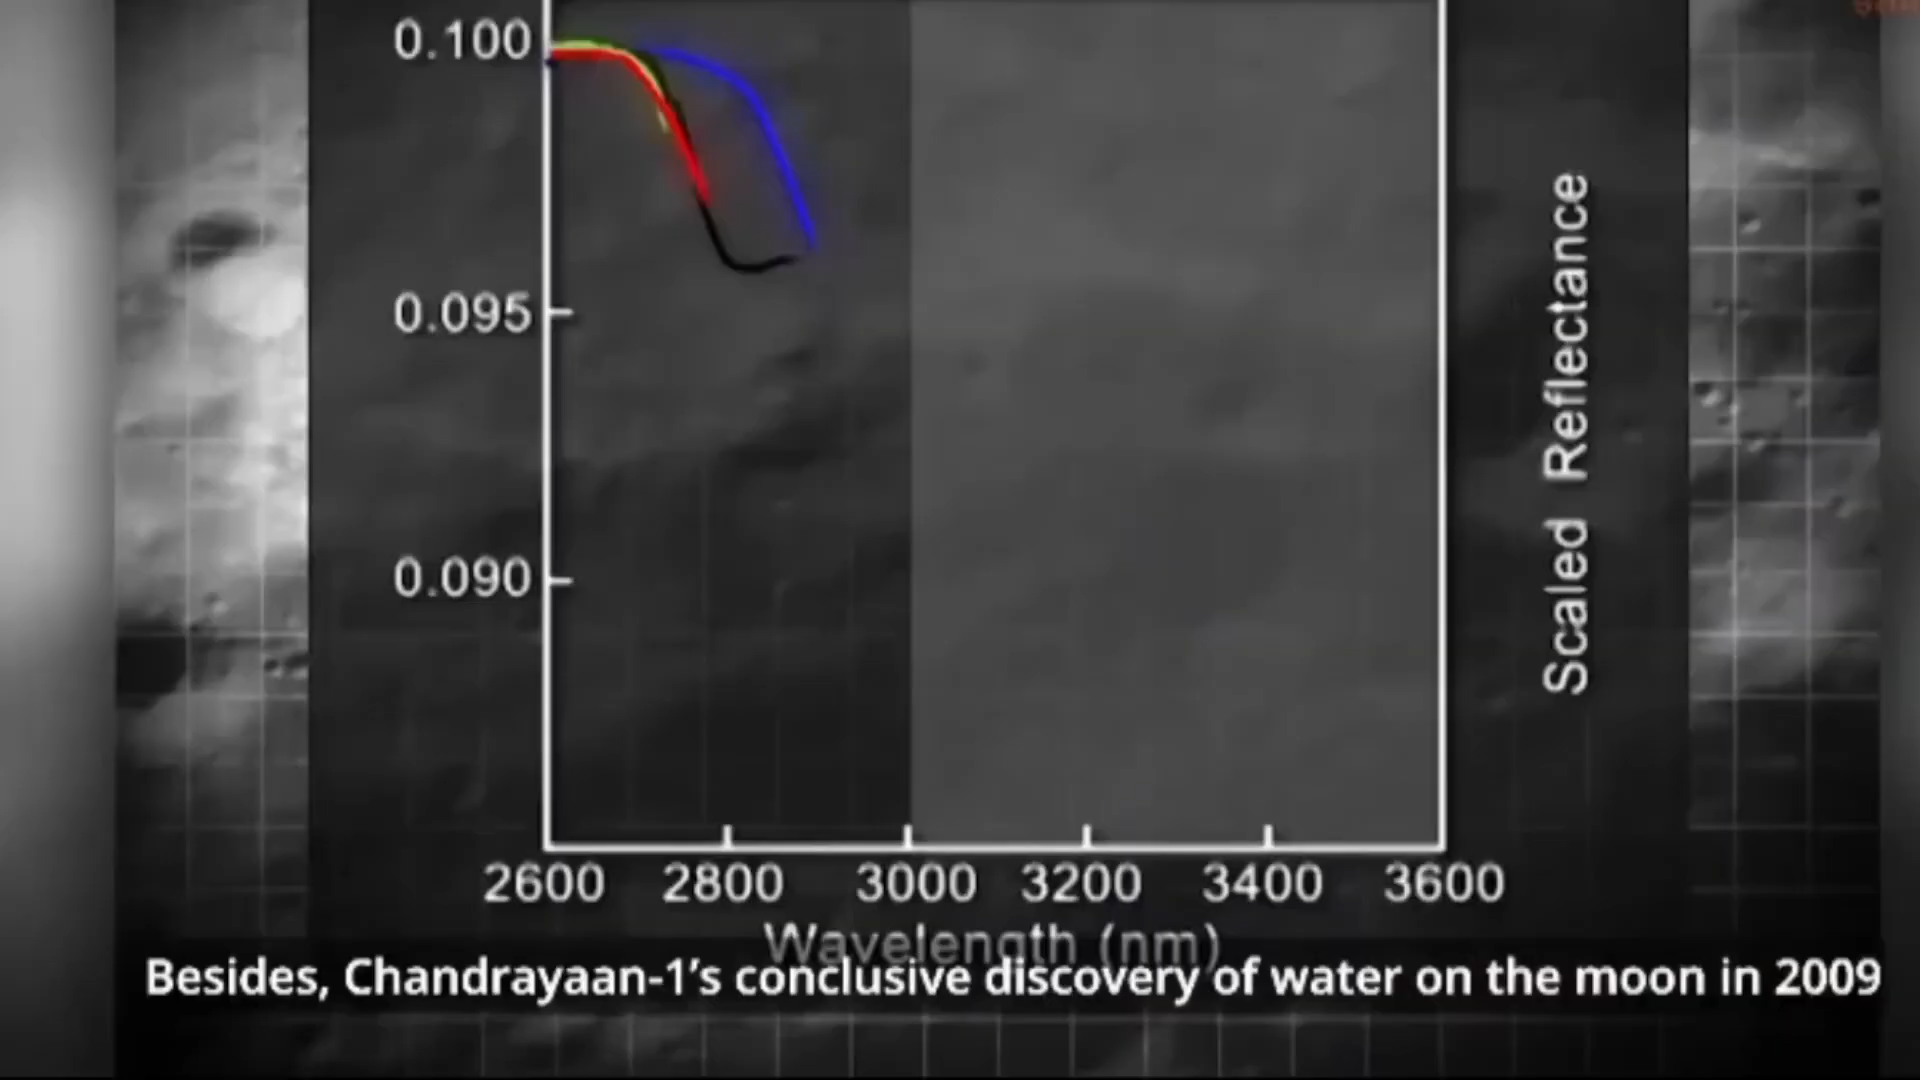 0.100
0.095
0.090
Scaled Reflectance
2600 2800 3000 3200 3400 3600
Wavelength (nm)
Besides, Chandrayaan-1’s conclusive discovery of water on the moon in 2009